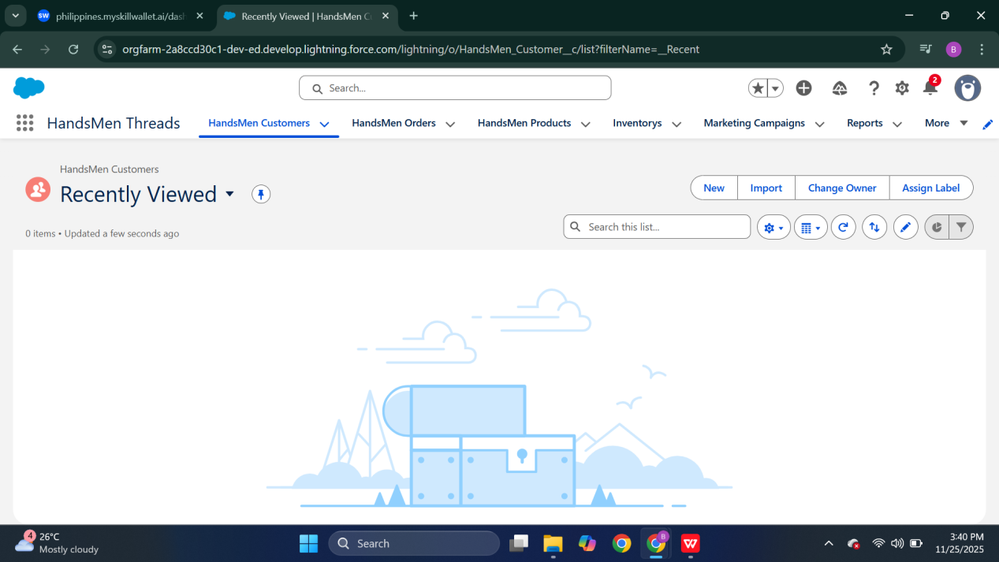 SW philippines.myskillwallet.ai/das
Recently Viewed | HandsMen C
orgfarm-2a8ccd30c1-dev-ed.develop.lightning.force.com/lightning/o/HandsMen_Customer__c/list?filterName=__Recent
B
Search...
2
HandsMen Threads
HandsMen Customers
HandsMen Orders
HandsMen Products
Inventorys
Marketing Campaigns
Reports
More
HandsMen Customers
Recently Viewed
New
Import
Change Owner
Assign Label
0 items • Updated a few seconds ago
Search this list...
4
26°C
Mostly cloudy
Search
B
W
3:40 PM
11/25/2025